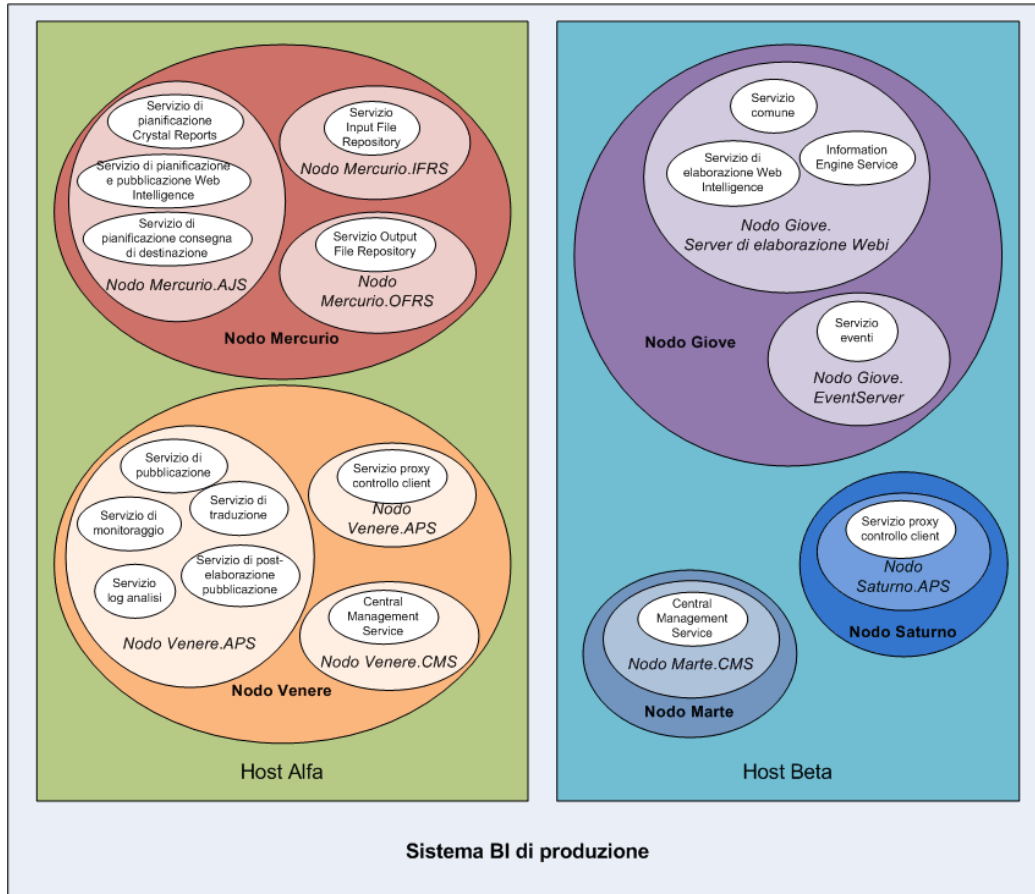 Servizio di
pianificazione
Crystal Reports
Servizio di pianificazione
e pubblicazione Web
Intelligence
Servizio di
pianificazione consegna
di destinazione
Nodo Mercurio.AJS
Servizio
Input File
Repository
Nodo Mercurio.IFRS
Servizio Output
File Repository
Nodo
Mercurio.OFRS
Nodo Mercurio
Servizio di
pubblicazione
Servizio di
traduzione
Servizio di
monitoraggio
Servizio di post-
elaborazione
pubblicazione
Servizio
log analisi
Nodo Venere.APS
Servizio proxy
controllo client
Nodo
Venere.APS
Central
Management
Service
Nodo Venere.CMS
Nodo Venere
Host Alfa
Servizio
comune
Servizio di
elaborazione Web
Intelligence
Information
Engine Service
Nodo Giove.
Server di elaborazione Webi
Servizio
eventi
Nodo Giove.
EventServer
Nodo Giove
Servizio proxy
controllo client
Nodo
Saturno.APS
Nodo Saturno
Central
Management
Service
Nodo Marte.CMS
Nodo Marte
Host Beta
Sistema BI di produzione